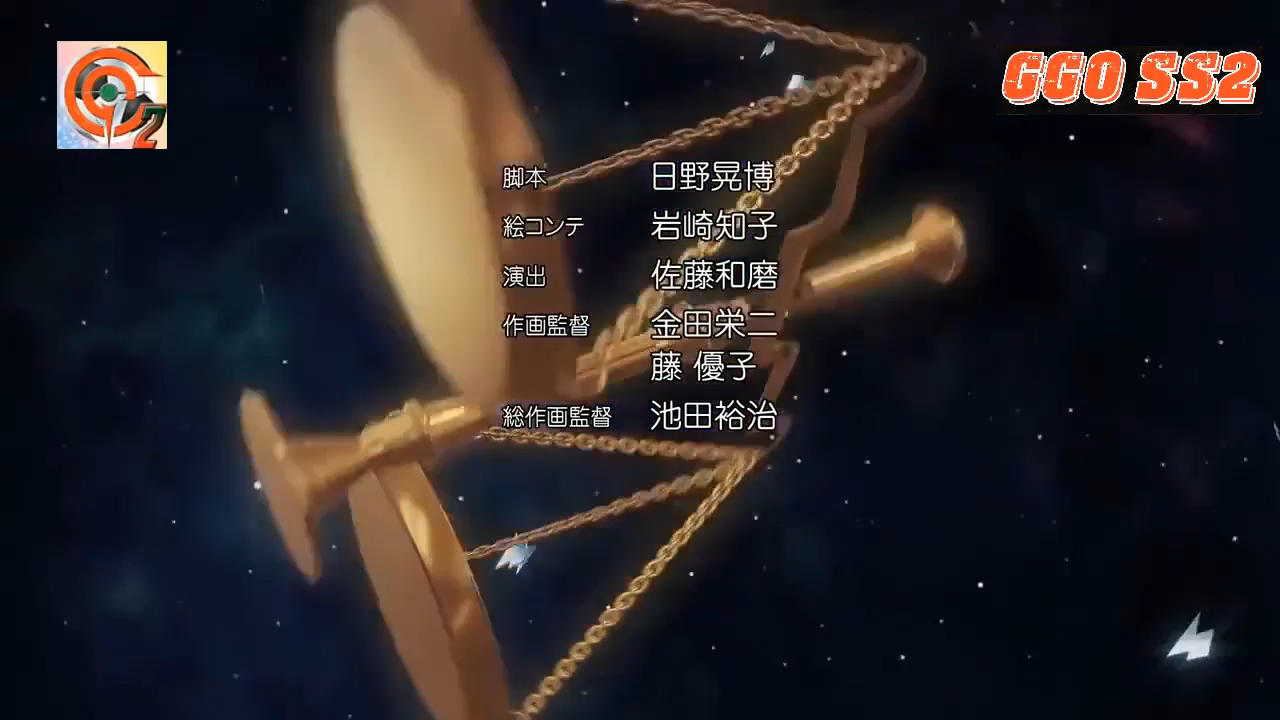 GGO SS2
2
脚本 日野晃博
絵コンテ 岩崎知子
演出 佐藤和磨
作画監督 金田栄二
藤 優子
総作画監督 池田裕治